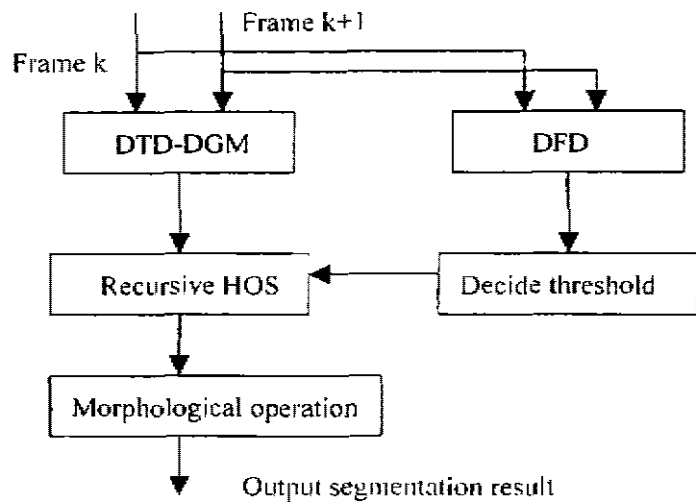 Frame k+1
Frame k
DTD-DGM
DFD
Recursive HOS
Decide threshold
Morphological operation
Output segmentation result